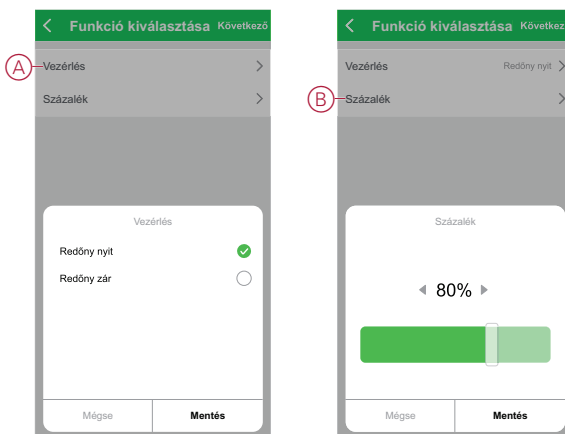 Funkció kiválasztása Következő
A Vezérlés
Százalék
Vezérlés
Redőny nyit
Redőny zár
Mégse Mentés
Funkció kiválasztása Következ
Vezérlés Redőny nyit
B Százalék
Százalék
80%
Mégse Mentés